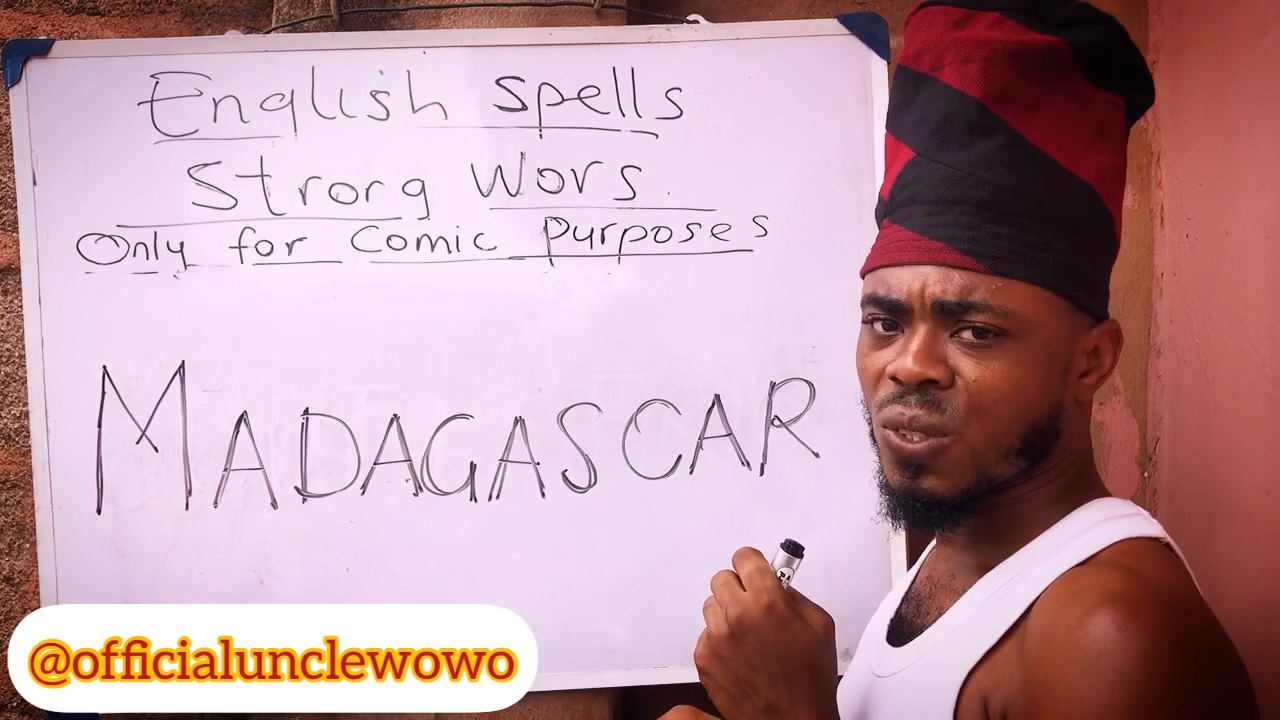 English spells
Strorg Wors.
Only for Comic Purposes
MADAGASCAR
@officialunclewowo